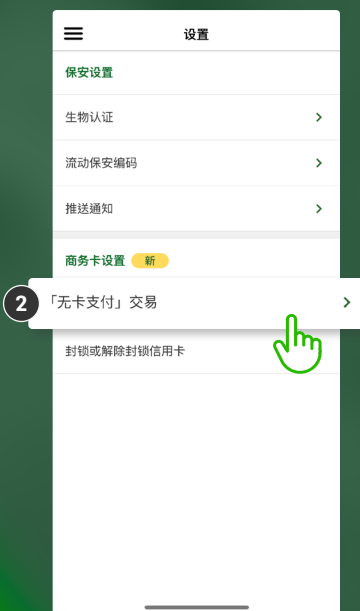 设置
保安设置
生物认证
流动保安编码
推送通知
商务卡设置 新
2 「无卡支付」交易
封锁或解除封锁信用卡